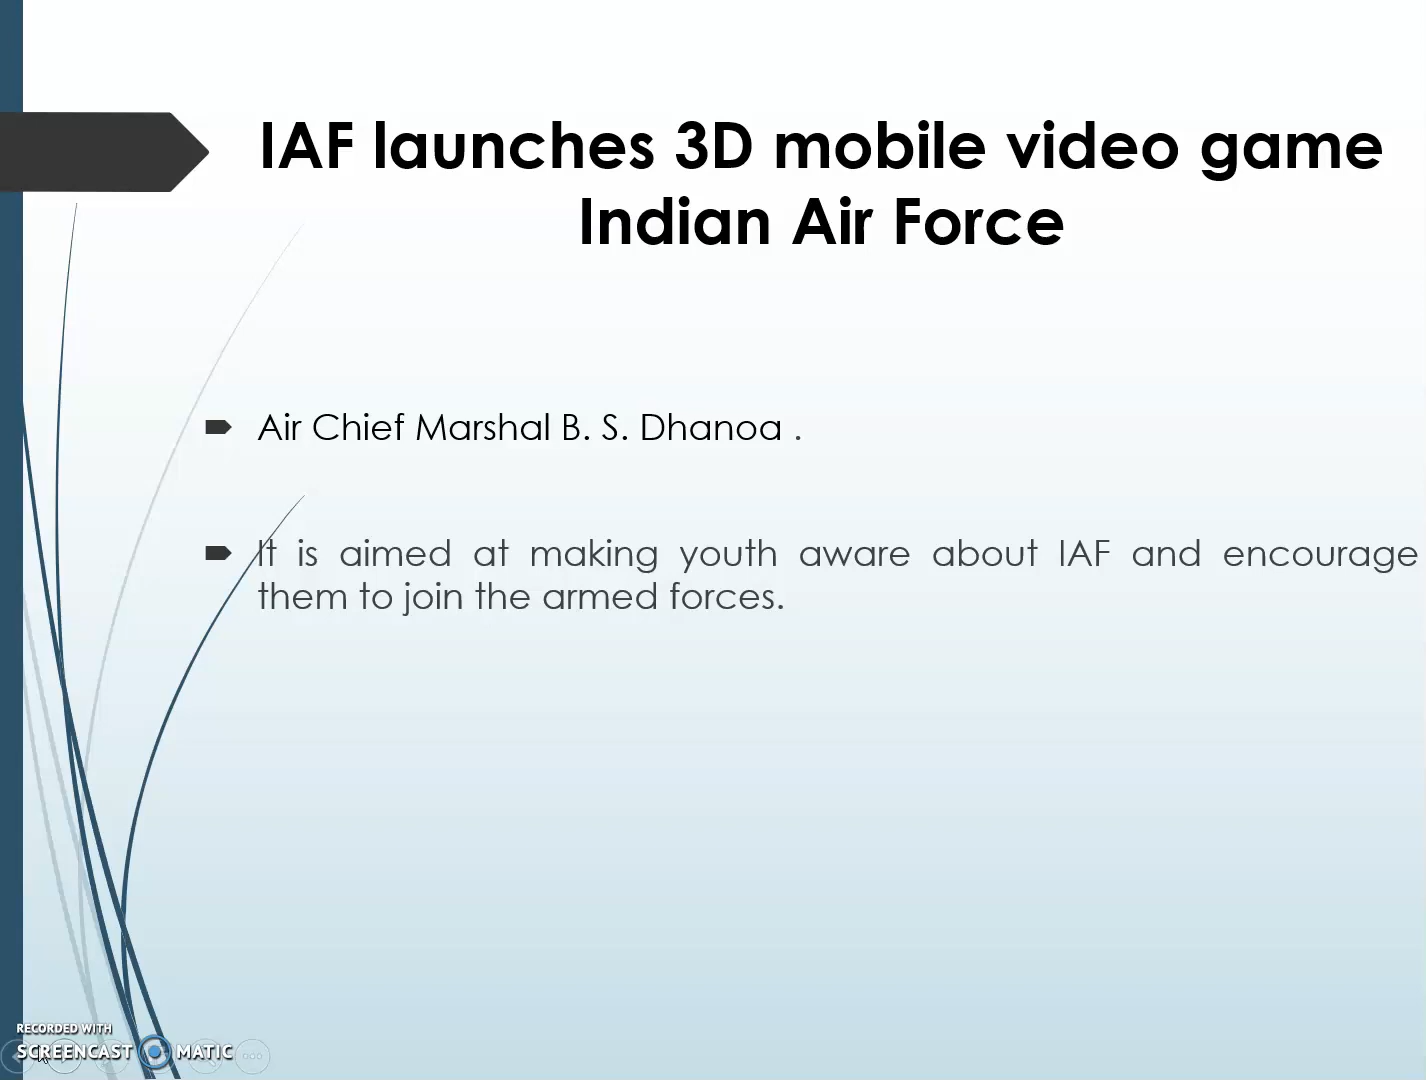 IAF launches 3D mobile video game
Indian Air Force
Air Chief Marshal B. S. Dhanoa .
It is aimed at making youth aware about IAF and encourage
them to join the armed forces.
RECORDED WITH
SCREENCAST MATIC